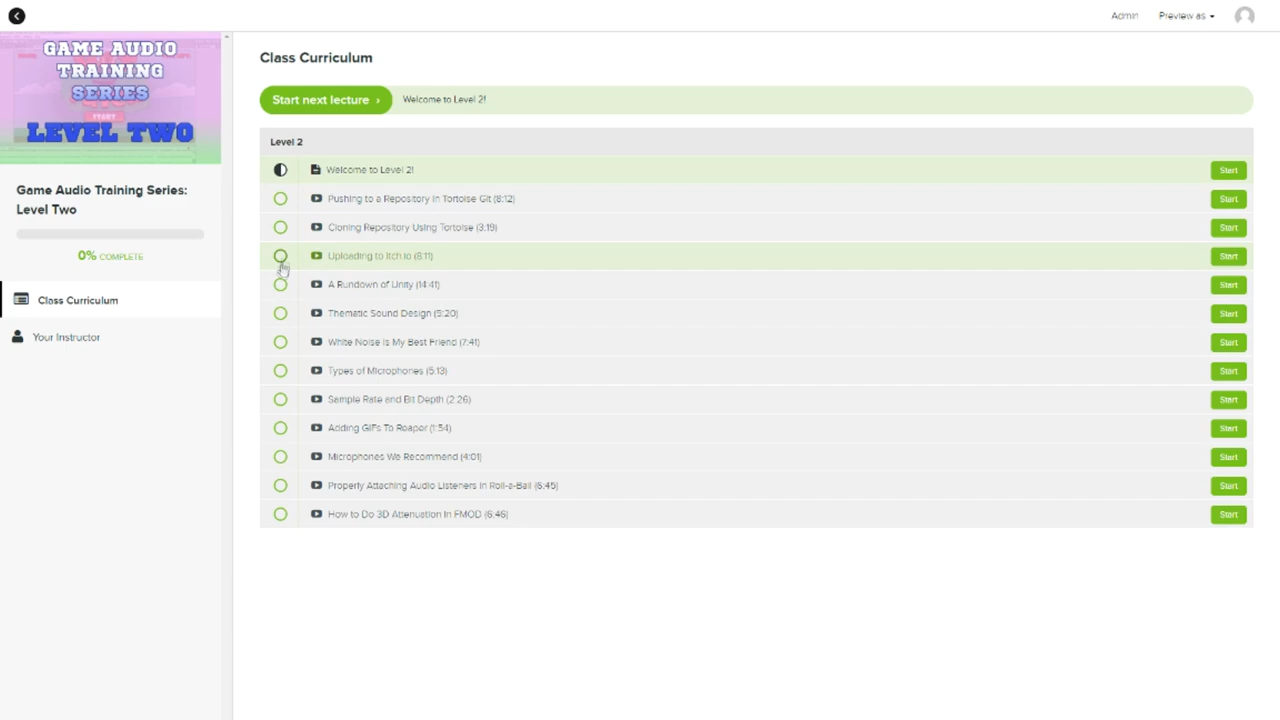 Admin
Preview as
GAME AUDIO
TRAINING
SERIES
START
LEVEL TWO
Game Audio Training Series:
Level Two
0% COMPLETE
Class Curriculum
Your Instructor
Class Curriculum
Start next lecture › Welcome to Level 2!
Level 2
Welcome to Level 2! Start
Pushing to a Repository in Tortoise Git (8:12) Start
Cloning Repository Using Tortoise (3:19) Start
Uploading to Itch.io (8:11) Start
A Rundown of Unity (14:41) Start
Thematic Sound Design (5:20) Start
White Noise Is My Best Friend (7:41) Start
Types of Microphones (5:13) Start
Sample Rate and Bit Depth (2:26) Start
Adding GIFs To Reaper (1:54) Start
Microphones We Recommend (4:01) Start
Properly Attaching Audio Listeners in Roll-a-Ball (6:45) Start
How to Do 3D Attenuation in FMOD (6:46) Start